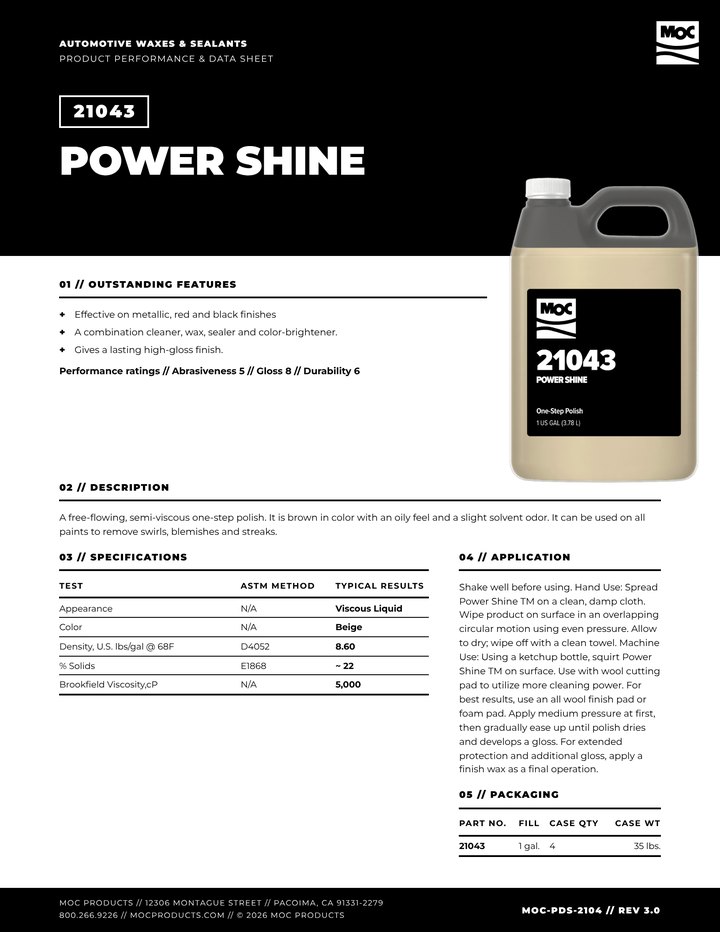 AUTOMOTIVE WAXES & SEALANTS
PRODUCT PERFORMANCE & DATA SHEET
MOC
21043
POWER SHINE
01 // OUTSTANDING FEATURES
Effective on metallic, red and black finishes
A combination cleaner, wax, sealer and color-brightener.
Gives a lasting high-gloss finish.
Performance ratings // Abrasiveness 5 // Gloss 8 // Durability 6
MOC
21043
POWER SHINE
One-Step Polish
1 US GAL (3.78 L)
02 // DESCRIPTION
A free-flowing, semi-viscous one-step polish. It is brown in color with an oily feel and a slight solvent odor. It can be used on all
paints to remove swirls, blemishes and streaks.
03 // SPECIFICATIONS
TEST ASTM METHOD TYPICAL RESULTS
Appearance N/A Viscous Liquid
Color N/A Beige
Density, U.S. lbs/gal @ 68F D4052 8.60
% Solids E1868 ~ 22
Brookfield Viscosity,cP N/A 5,000
04 // APPLICATION
Shake well before using. Hand Use: Spread
Power Shine TM on a clean, damp cloth.
Wipe product on surface in an overlapping
circular motion using even pressure. Allow
to dry; wipe off with a clean towel. Machine
Use: Using a ketchup bottle, squirt Power
Shine TM on surface. Use with wool cutting
pad to utilize more cleaning power. For
best results, use an all wool finish pad or
foam pad. Apply medium pressure at first,
then gradually ease up until polish dries
and develops a gloss. For extended
protection and additional gloss, apply a
finish wax as a final operation.
05 // PACKAGING
PART NO. FILL CASE QTY CASE WT
21043 1 gal. 4 35 lbs.
MOC PRODUCTS // 12306 MONTAGUE STREET // PACOIMA, CA 91331-2279
800.266.9226 // MOCPRODUCTS.COM // © 2026 MOC PRODUCTS
MOC-PDS-2104 // REV 3.0